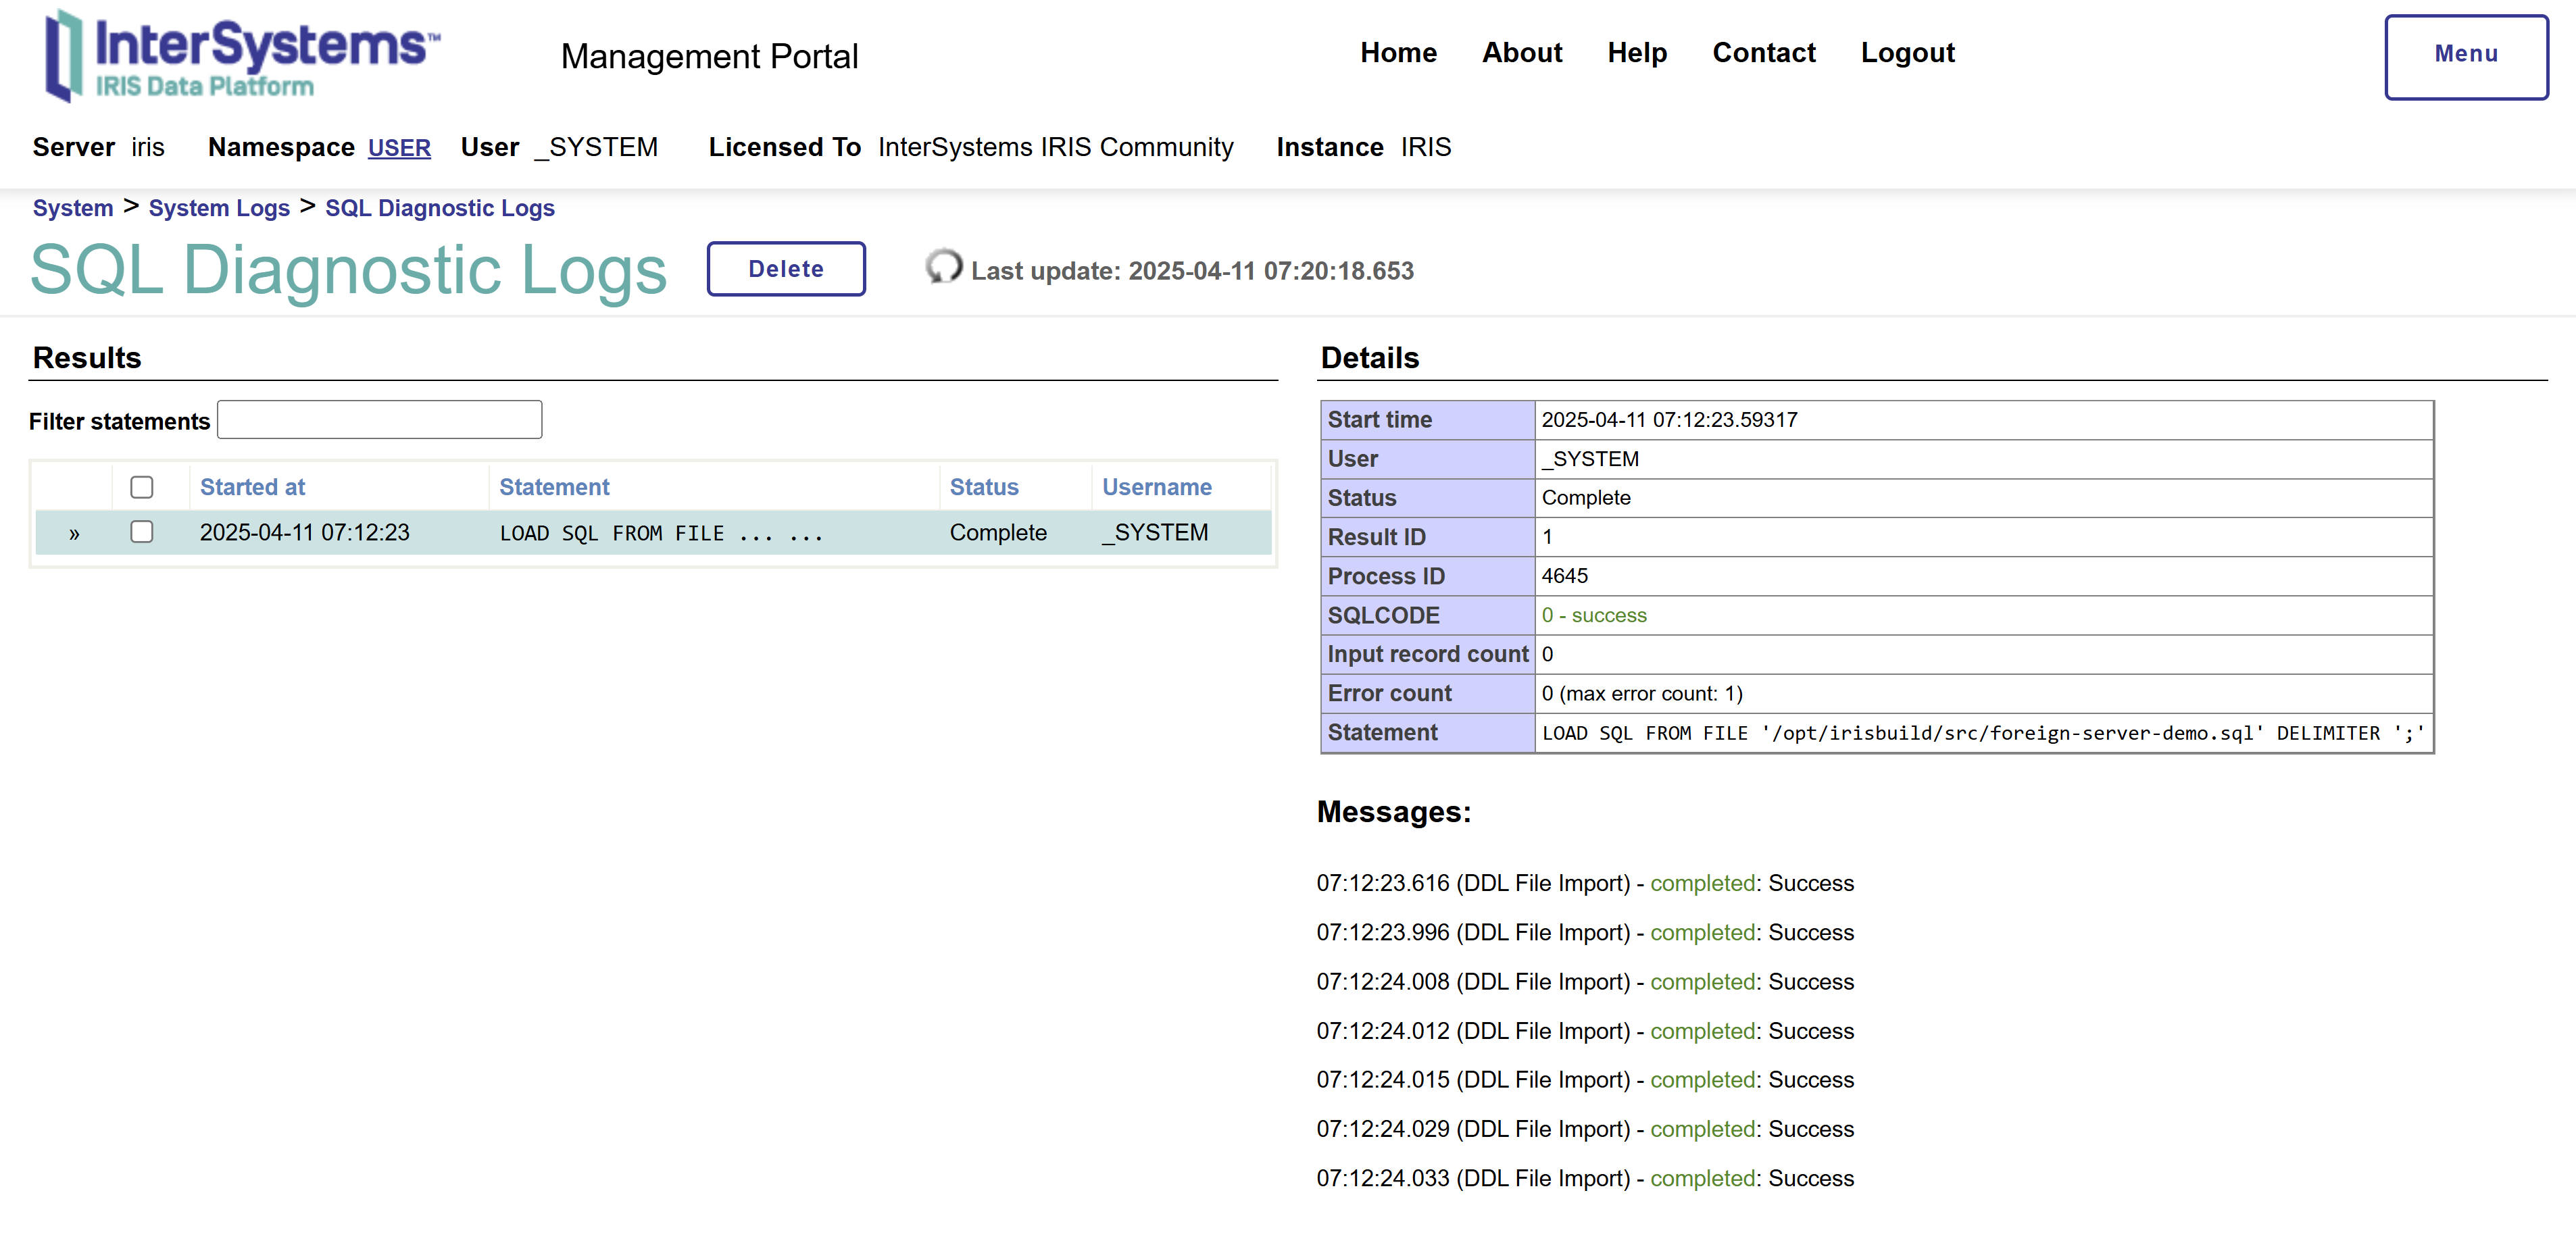 InterSystems™
IRIS Data Platform
Management Portal
Home About Help Contact Logout
Menu
Server iris Namespace USER User _SYSTEM Licensed To InterSystems IRIS Community Instance IRIS
System > System Logs > SQL Diagnostic Logs
SQL Diagnostic Logs
Delete
Last update: 2025-04-11 07:20:18.653
Results
Filter statements
Started at Statement Status Username
» 2025-04-11 07:12:23 LOAD SQL FROM FILE ... ... Complete _SYSTEM
Details
Start time 2025-04-11 07:12:23.59317
User _SYSTEM
Status Complete
Result ID 1
Process ID 4645
SQLCODE 0 - success
Input record count 0
Error count 0 (max error count: 1)
Statement LOAD SQL FROM FILE '/opt/irisbuild/src/foreign-server-demo.sql' DELIMITER ';'
Messages:
07:12:23.616 (DDL File Import) - completed: Success
07:12:23.996 (DDL File Import) - completed: Success
07:12:24.008 (DDL File Import) - completed: Success
07:12:24.012 (DDL File Import) - completed: Success
07:12:24.015 (DDL File Import) - completed: Success
07:12:24.029 (DDL File Import) - completed: Success
07:12:24.033 (DDL File Import) - completed: Success